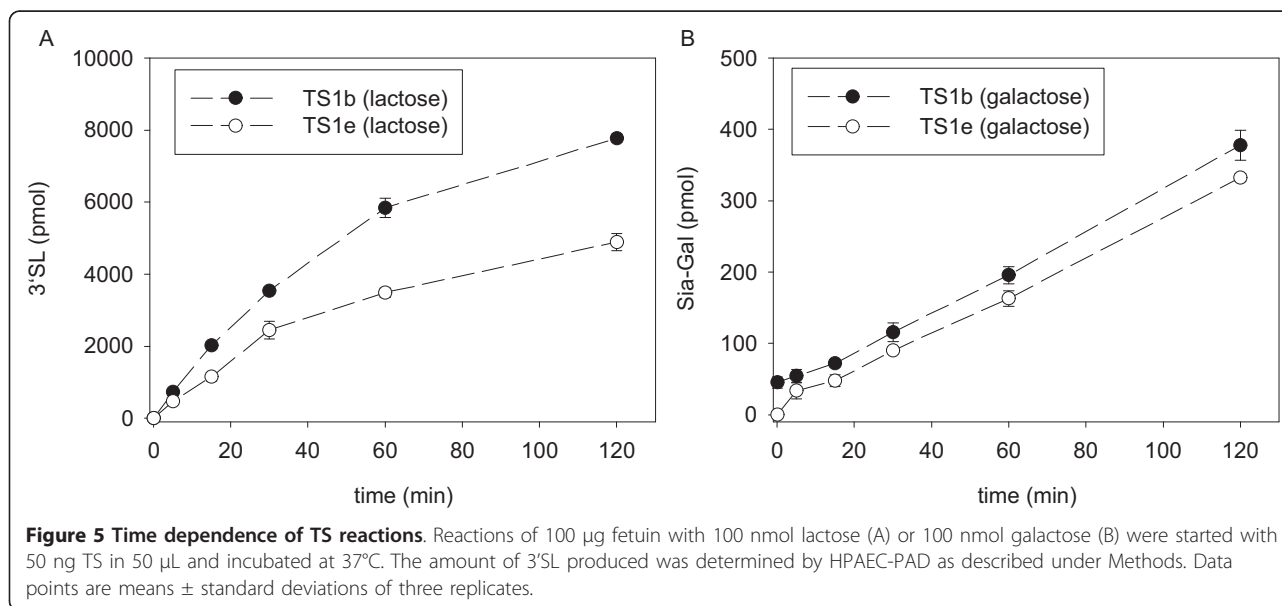 A
10000
8000
6000
4000
2000
0
3'SL (pmol)
TS1b (lactose)
TS1e (lactose)
0 20 40 60 80 100 120
time (min)
B
500
400
300
200
100
0
Sia-Gal (pmol)
TS1b (galactose)
TS1e (galactose)
0 20 40 60 80 100 120
time (min)
Figure 5 Time dependence of TS reactions. Reactions of 100 μg fetuin with 100 nmol lactose (A) or 100 nmol galactose (B) were started with
50 ng TS in 50 μL and incubated at 37°C. The amount of 3'SL produced was determined by HPAEC-PAD as described under Methods. Data
points are means ± standard deviations of three replicates.